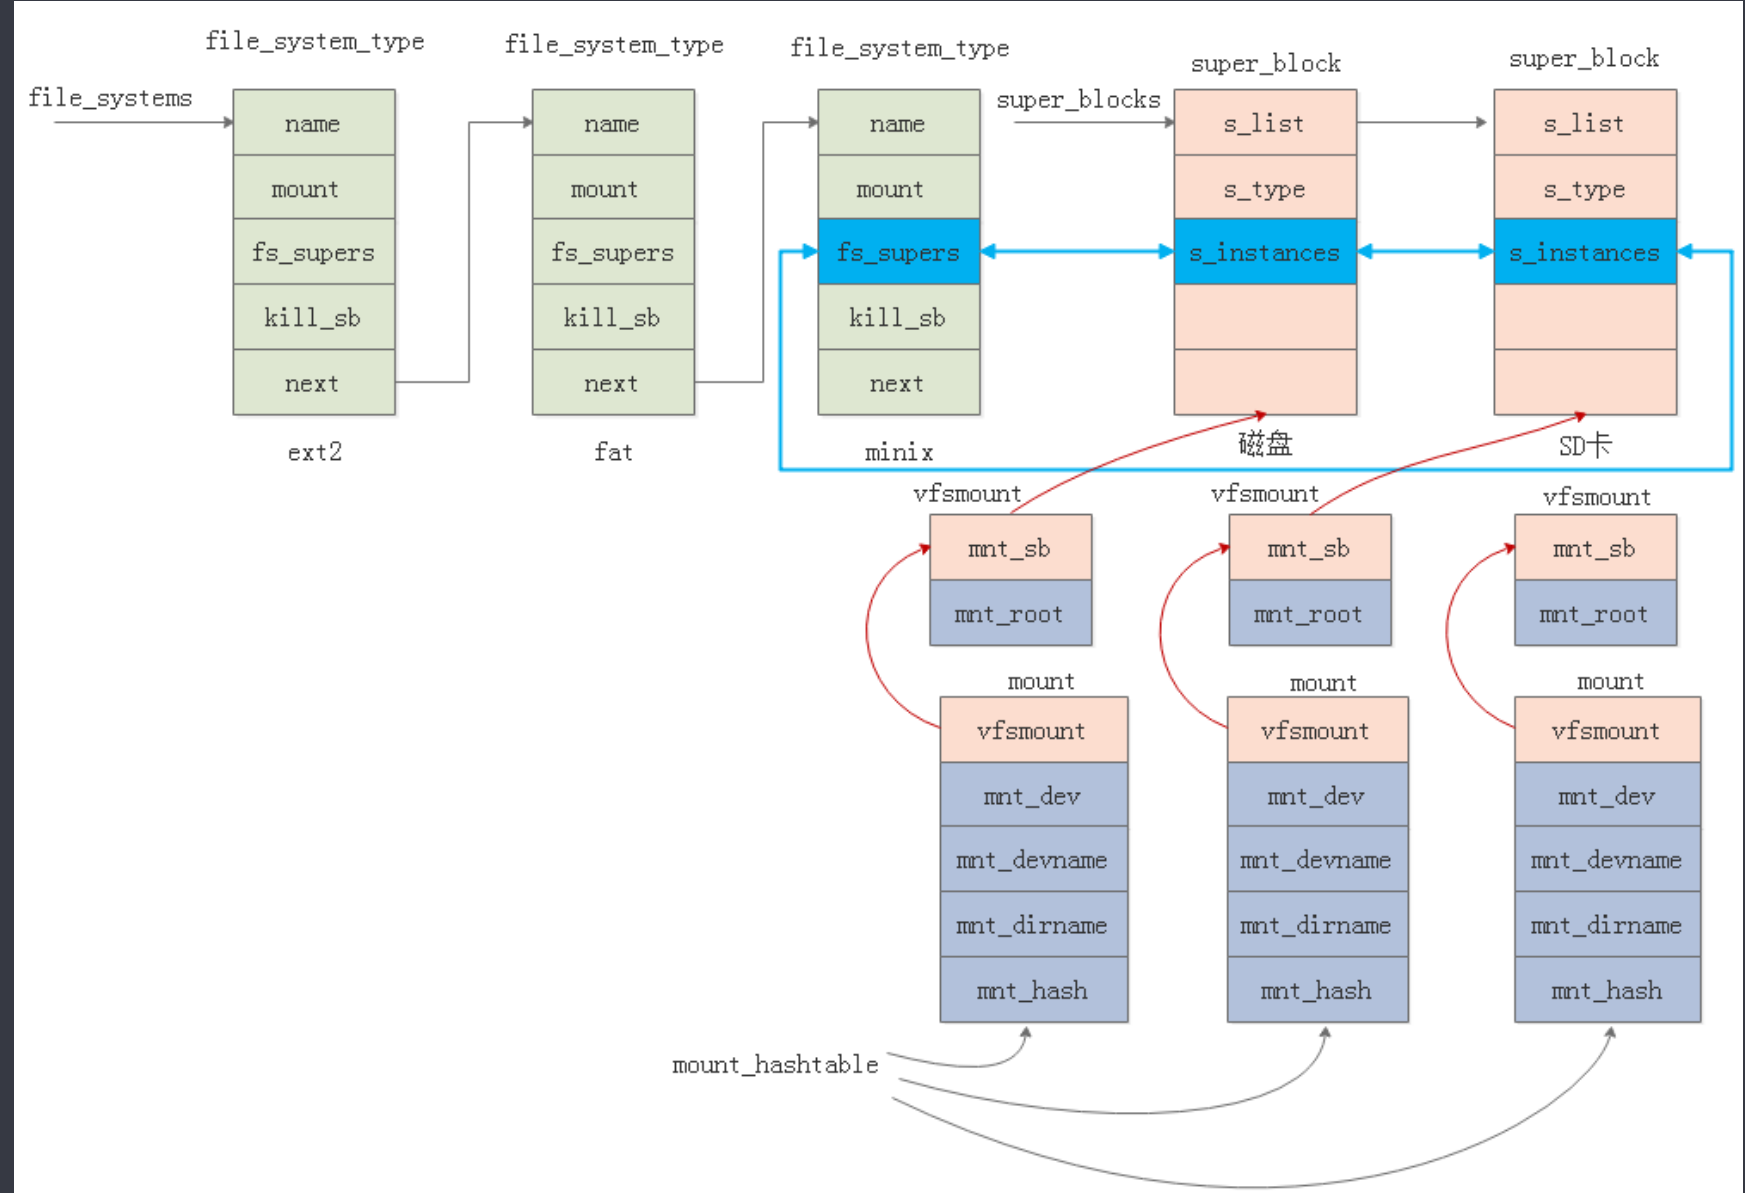 file_system_type
file_system_type
file_system_type
super_block
super_block
file_systems
super_blocks
name
name
name
s_list
s_list
mount
mount
mount
s_type
s_type
fs_supers
fs_supers
fs_supers
s_instances
s_instances
kill_sb
kill_sb
kill_sb
next
next
next
ext2
fat
minix
磁盘
SD卡
vfsmount
vfsmount
vfsmount
mnt_sb
mnt_sb
mnt_sb
mnt_root
mnt_root
mnt_root
mount
mount
mount
vfsmount
vfsmount
vfsmount
mnt_dev
mnt_dev
mnt_dev
mnt_devname
mnt_devname
mnt_devname
mnt_dirname
mnt_dirname
mnt_dirname
mnt_hash
mnt_hash
mnt_hash
mount_hashtable